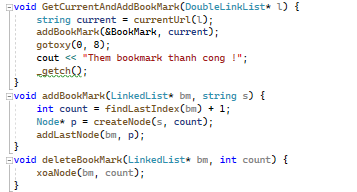 void GetCurrentAndAddBookMark(DoubleLinkList* l) {
string current = currentUrl(l);
addBookMark(&BookMark, current);
gotoxy(0, 8);
cout << "Them bookmark thanh cong !";
_getch();
}
void addBookMark(LinkedList* bm, string s) {
int count = findLastIndex(bm) + 1;
Node* p = createNode(s, count);
addLastNode(bm, p);
}
void deleteBookMark(LinkedList* bm, int count) {
xoaNode(bm, count);
}